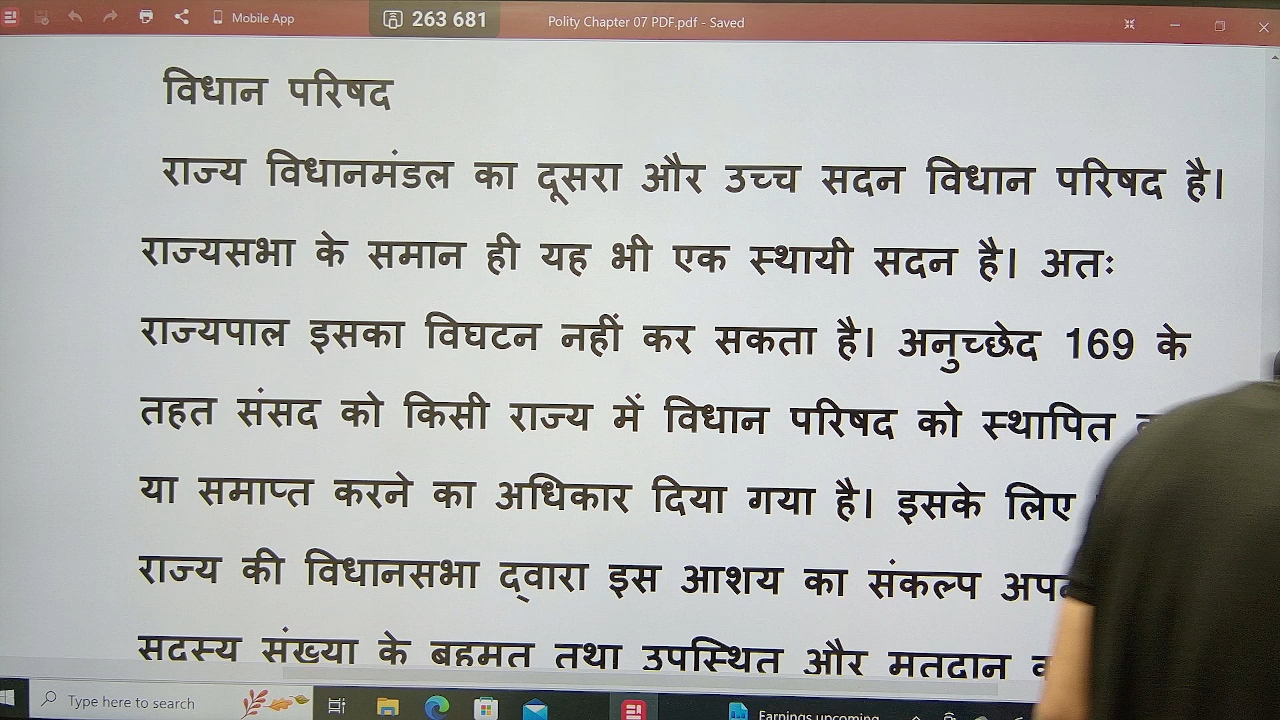 Mobile App
263 681
Polity Chapter 07 PDF.pdf - Saved
विधान परिषद
राज्य विधानमंडल का दूसरा और उच्च सदन विधान परिषद है।
राज्यसभा के समान ही यह भी एक स्थायी सदन है। अतः
राज्यपाल इसका विघटन नहीं कर सकता है। अनुच्छेद 169 के
तहत संसद को किसी राज्य में विधान परिषद को स्थापित
या समाप्त करने का अधिकार दिया गया है। इसके लिए
राज्य की विधानसभा द्वारा इस आशय का संकल्प
सदस्य संख्या के बहुमत तथा उपस्थित और मतदान
Type here to search
Earnings upcoming